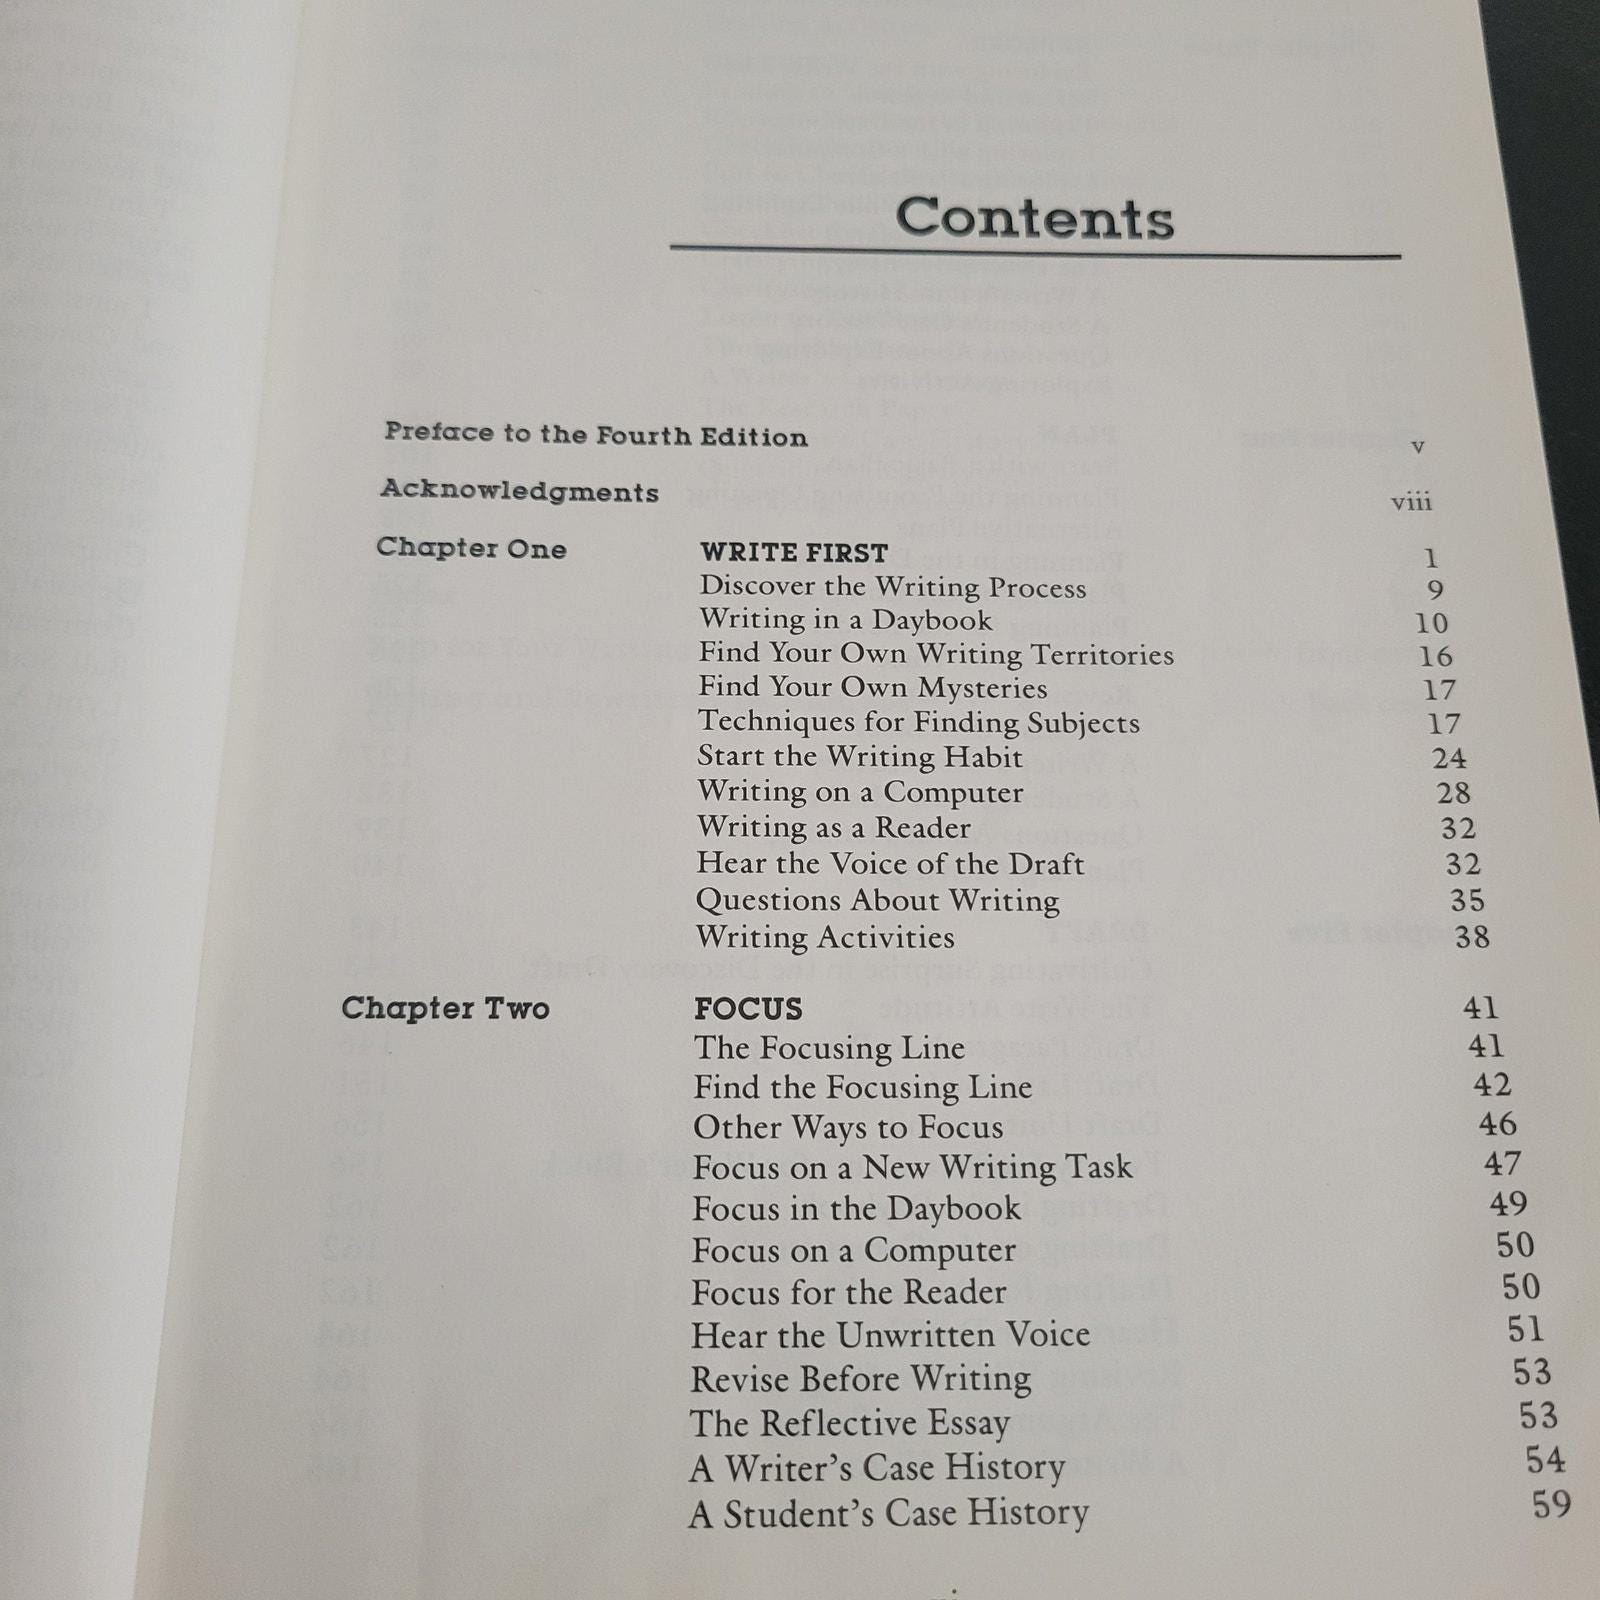 Contents
Preface to the Fourth Edition v
Acknowledgments viii
Chapter One WRITE FIRST 1
Discover the Writing Process 9
Writing in a Daybook 10
Find Your Own Writing Territories 16
Find Your Own Mysteries 17
Techniques for Finding Subjects 17
Start the Writing Habit 24
Writing on a Computer 28
Writing as a Reader 32
Hear the Voice of the Draft 32
Questions About Writing 35
Writing Activities 38
Chapter Two FOCUS 41
The Focusing Line 41
Find the Focusing Line 42
Other Ways to Focus 46
Focus on a New Writing Task 47
Focus in the Daybook 49
Focus on a Computer 50
Focus for the Reader 50
Hear the Unwritten Voice 51
Revise Before Writing 53
The Reflective Essay 53
A Writer's Case History 54
A Student's Case History 59